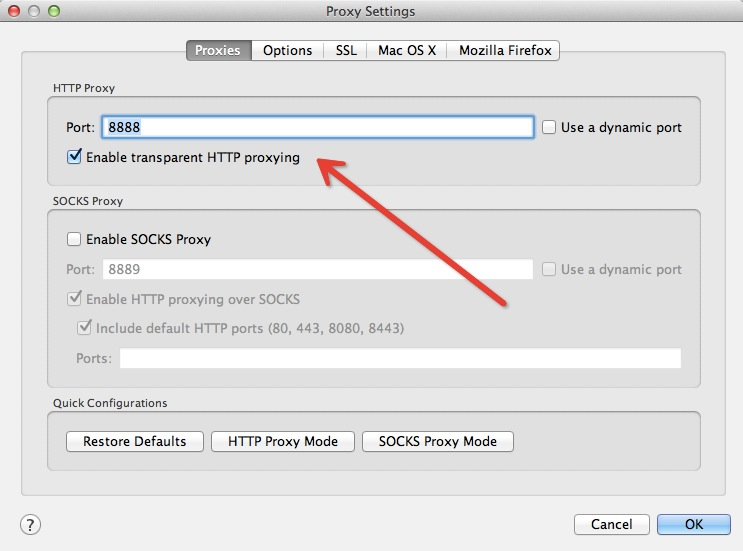 Proxy Settings
Proxies Options SSL Mac OS X Mozilla Firefox
HTTP Proxy
Port: 8888 Use a dynamic port
Enable transparent HTTP proxying
SOCKS Proxy
Enable SOCKS Proxy
Port: 8889 Use a dynamic port
Enable HTTP proxying over SOCKS
Include default HTTP ports (80, 443, 8080, 8443)
Ports:
Quick Configurations
Restore Defaults HTTP Proxy Mode SOCKS Proxy Mode
? Cancel OK